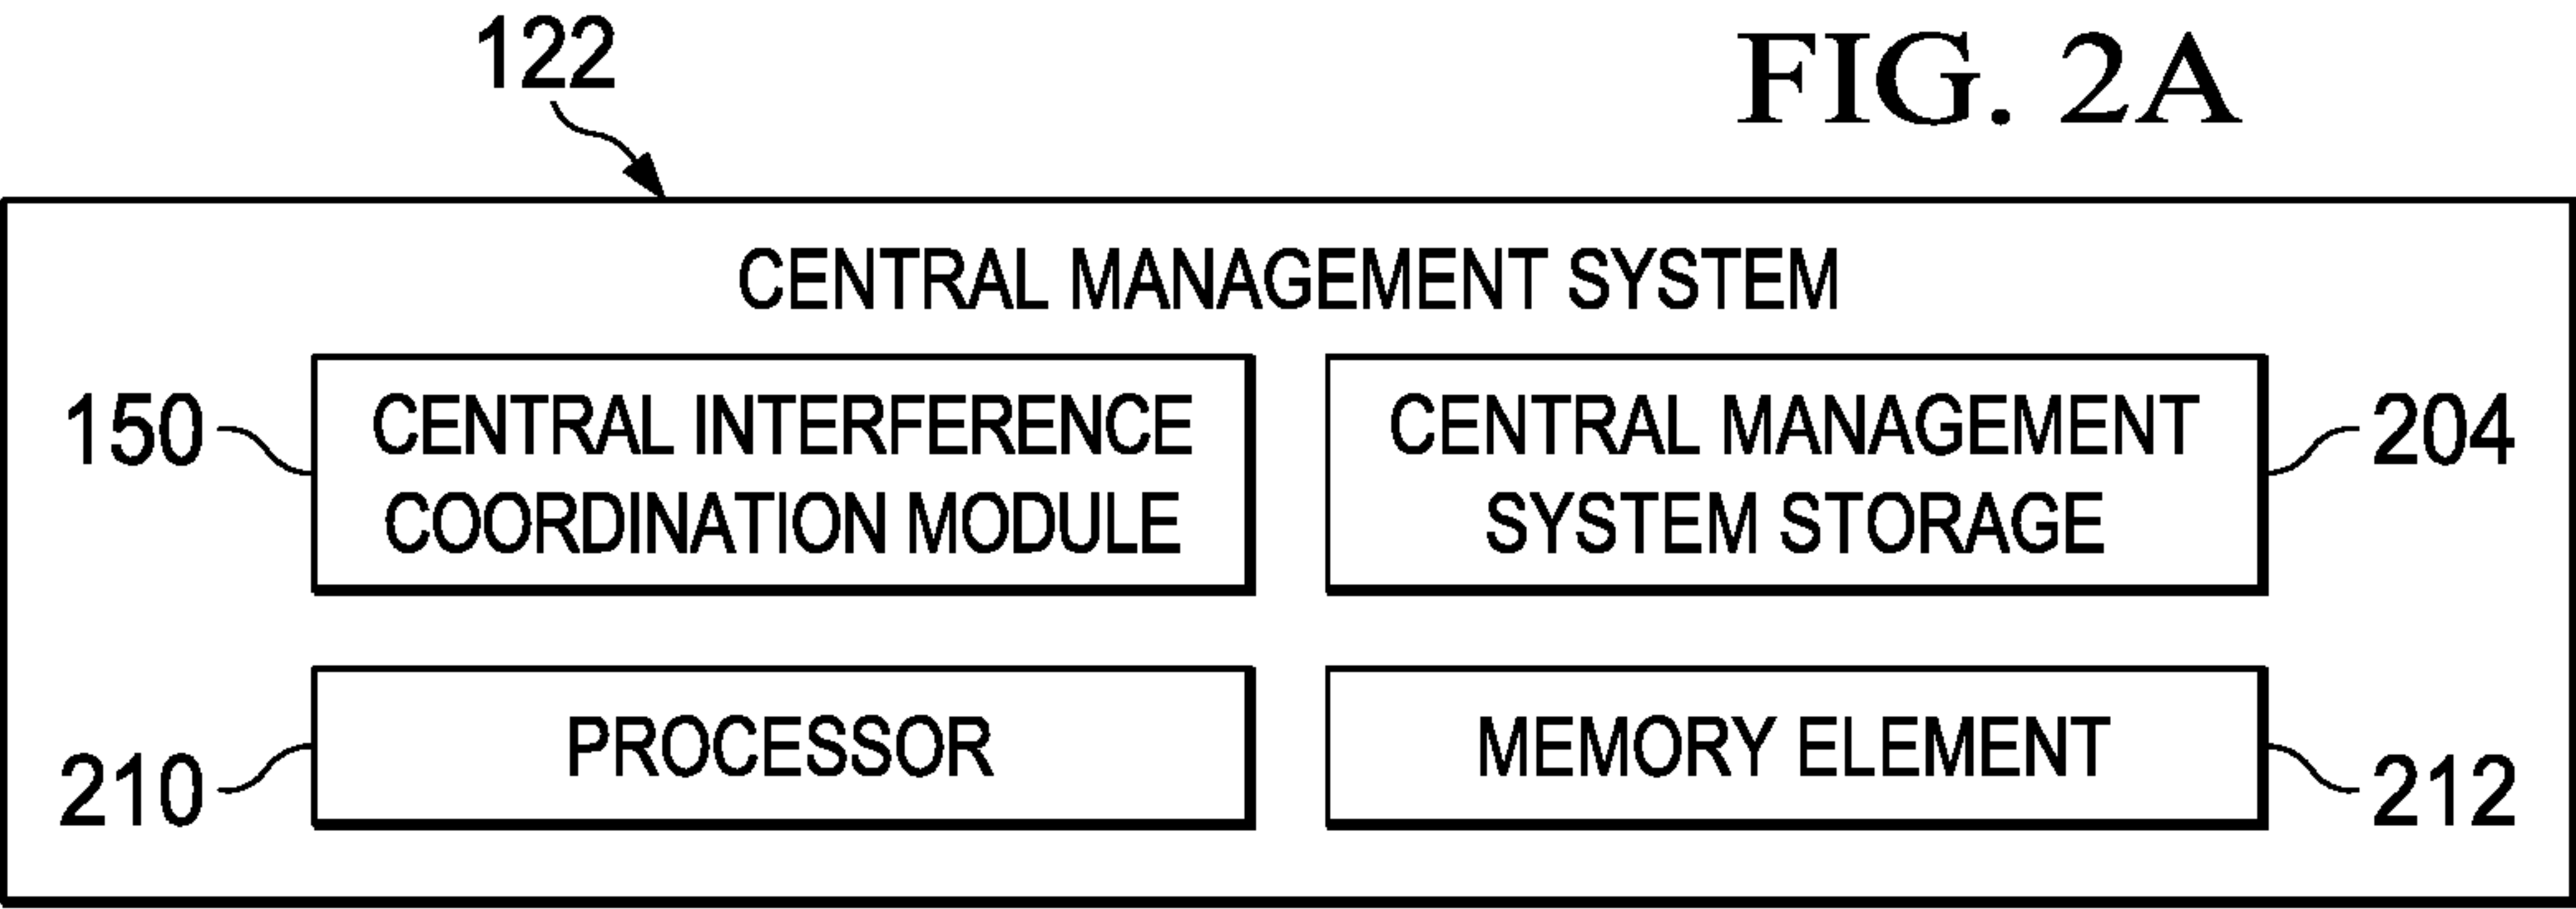 122
FIG. 2A
CENTRAL MANAGEMENT SYSTEM
150
CENTRAL INTERFERENCE
COORDINATION MODULE
CENTRAL MANAGEMENT
SYSTEM STORAGE
204
210
PROCESSOR
MEMORY ELEMENT
212